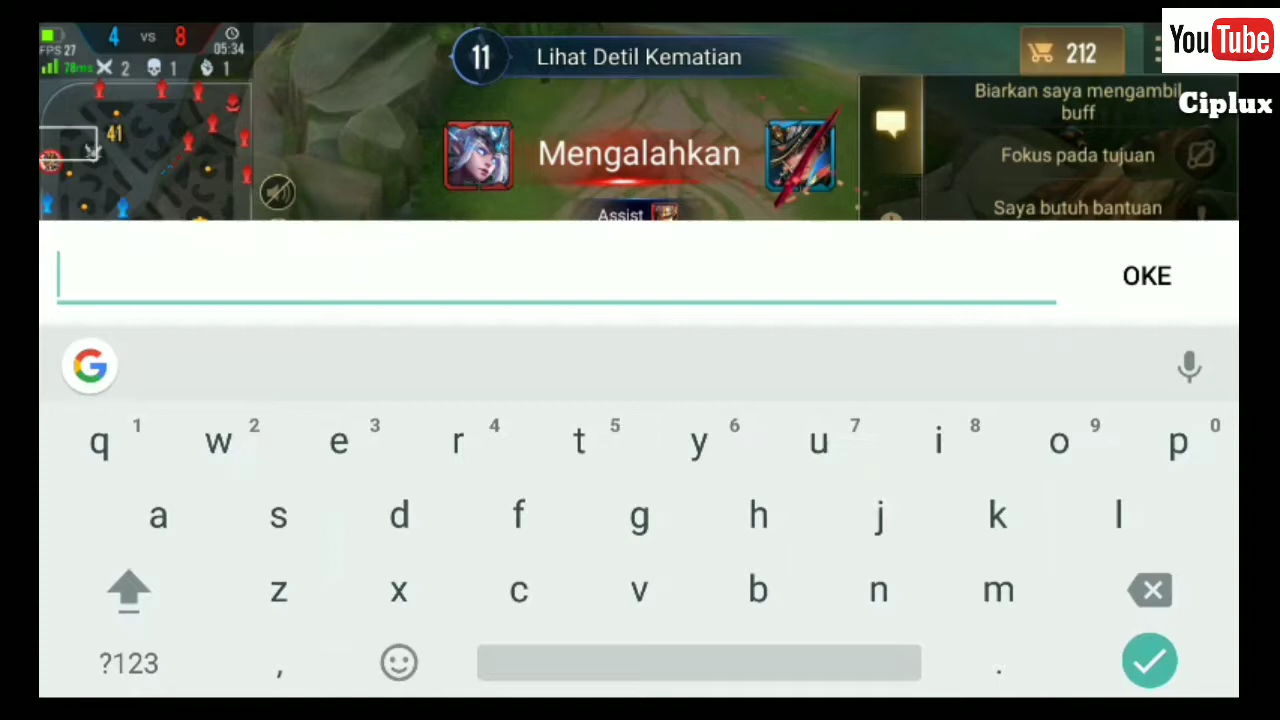 4 vs 8
FPS 27
05:34
78ms 2 1 1
41
11 Lihat Detil Kematian
212
YouTube
Ciplux
Biarkan saya mengambil
buff
Fokus pada tujuan
Saya butuh bantuan
Mengalahkan
Assist
OKE
G
q 1 w 2 e 3 r 4 t 5 y 6 u 7 i 8 o 9 p 0
a s d f g h j k l
z x c v b n m
?123 , .